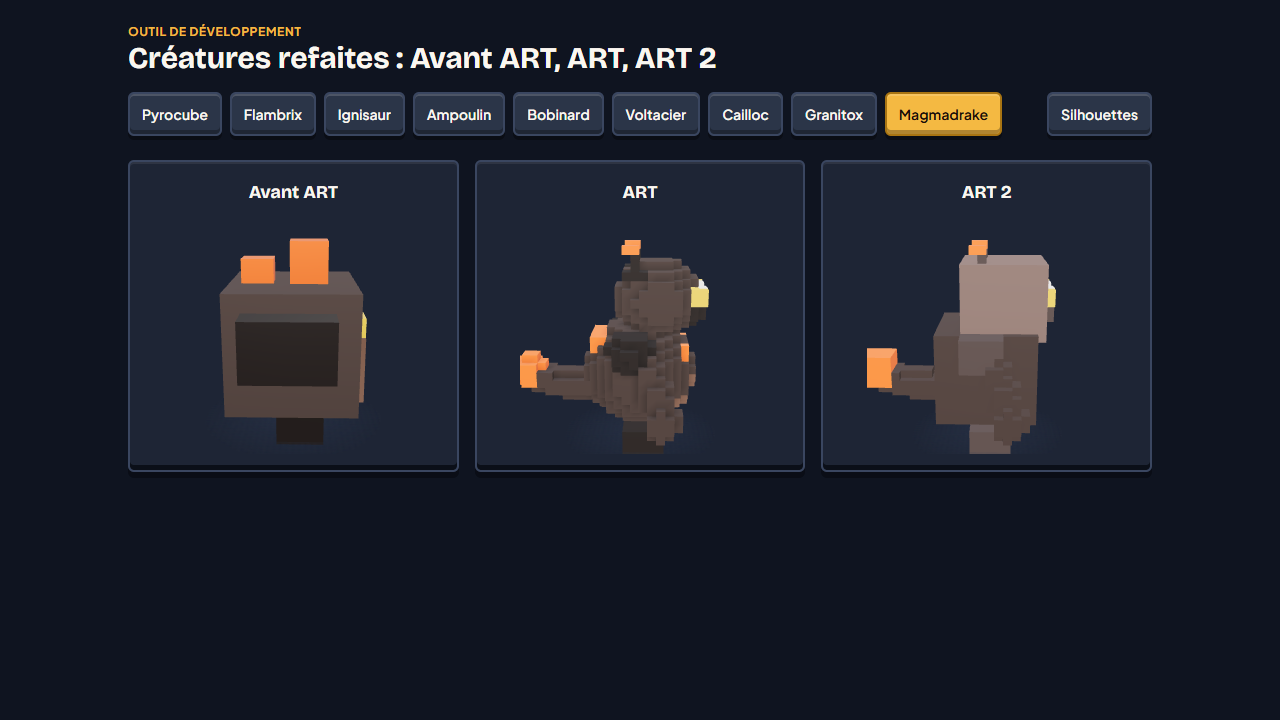 OUTIL DE DÉVELOPPEMENT
Créatures refaites : Avant ART, ART, ART 2
Pyrocube Flambrix Ignisaur Ampoulin Bobinard Voltacier Cailloc Granitox Magmadrake Silhouettes
Avant ART ART ART 2